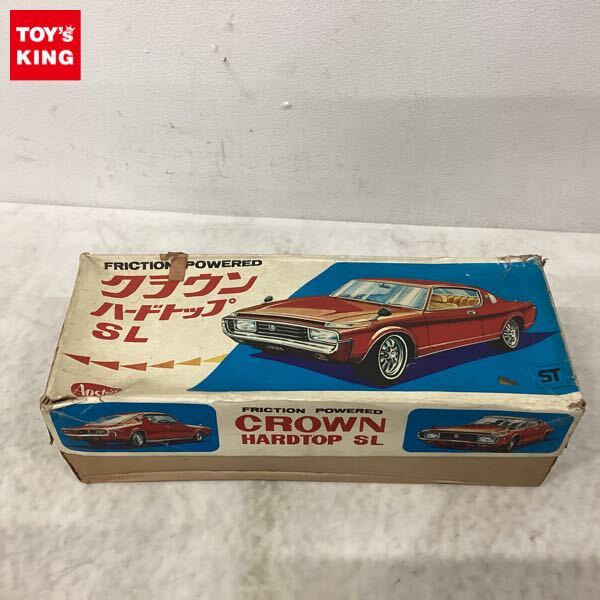 TOY's
KING
FRICTION POWERED
クラウン
ハードトップ
SL
ST
FRICTION POWERED
CROWN
HARDTOP SL